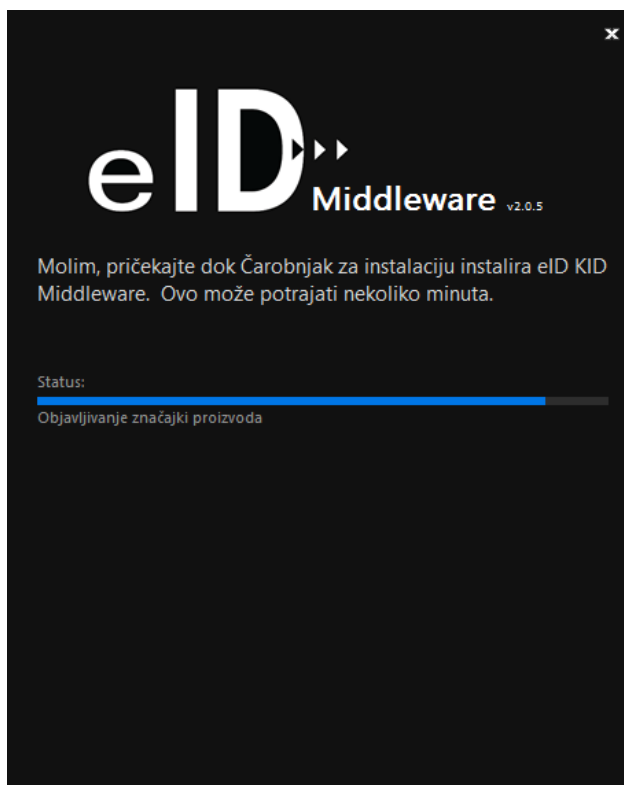 eID
Middleware v2.0.5
Molim, pričekajte dok Čarobnjak za instalaciju instalira eID KID
Middleware. Ovo može potrajati nekoliko minuta.
Status:
Objavljivanje značajki proizvoda